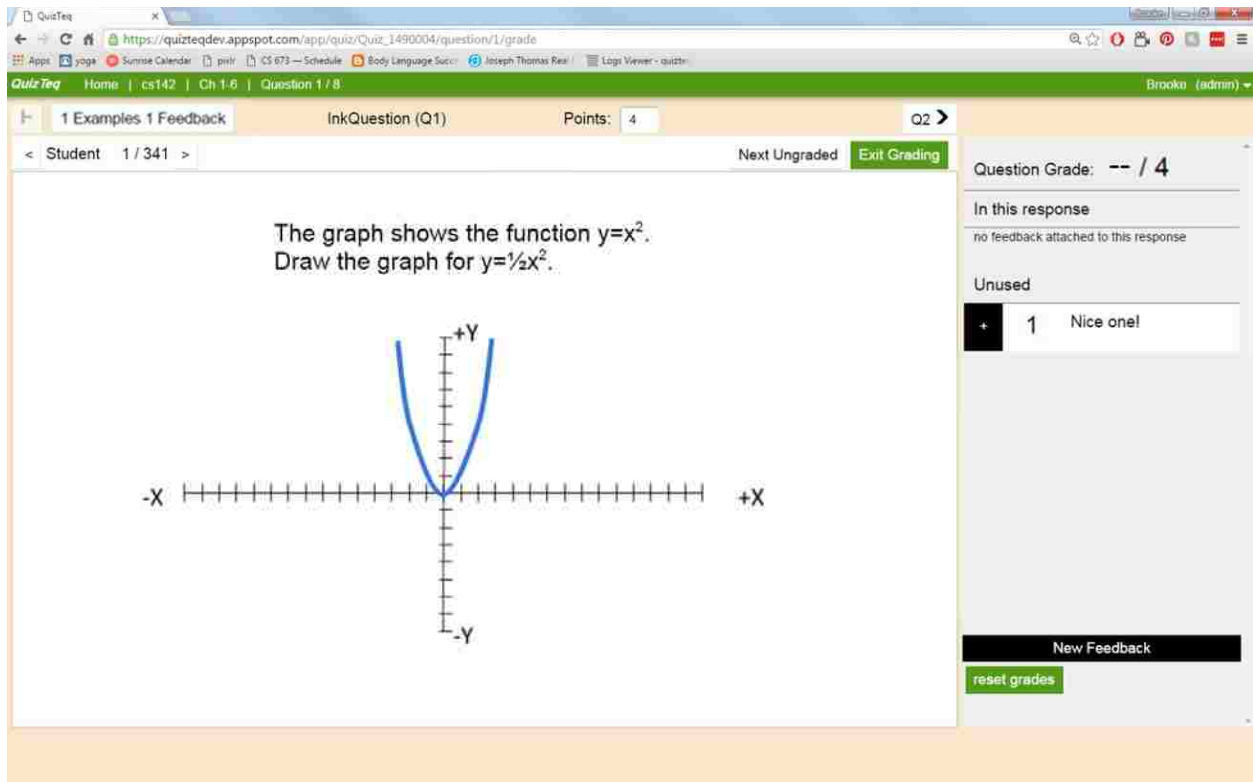 QuizTeq
https://quizteqdev.appspot.com/app/quiz/Quiz_1490004/question/1/grade
Apps yoga Sunrise Calendar pixlr CS 673 — Schedule Body Language Succ Joseph Thomas Real Logs Viewer - quizte
QuizTeq Home | cs142 | Ch 1-6 | Question 1 / 8 Brooke (admin)
1 Examples 1 Feedback InkQuestion (Q1) Points: 4 Q2 >
< Student 1 / 341 > Next Ungraded Exit Grading
Question Grade: -- / 4
In this response
no feedback attached to this response
Unused
+ 1 Nice one!
The graph shows the function y=x².
Draw the graph for y=½x².
+Y
-X +X
-Y
New Feedback
reset grades